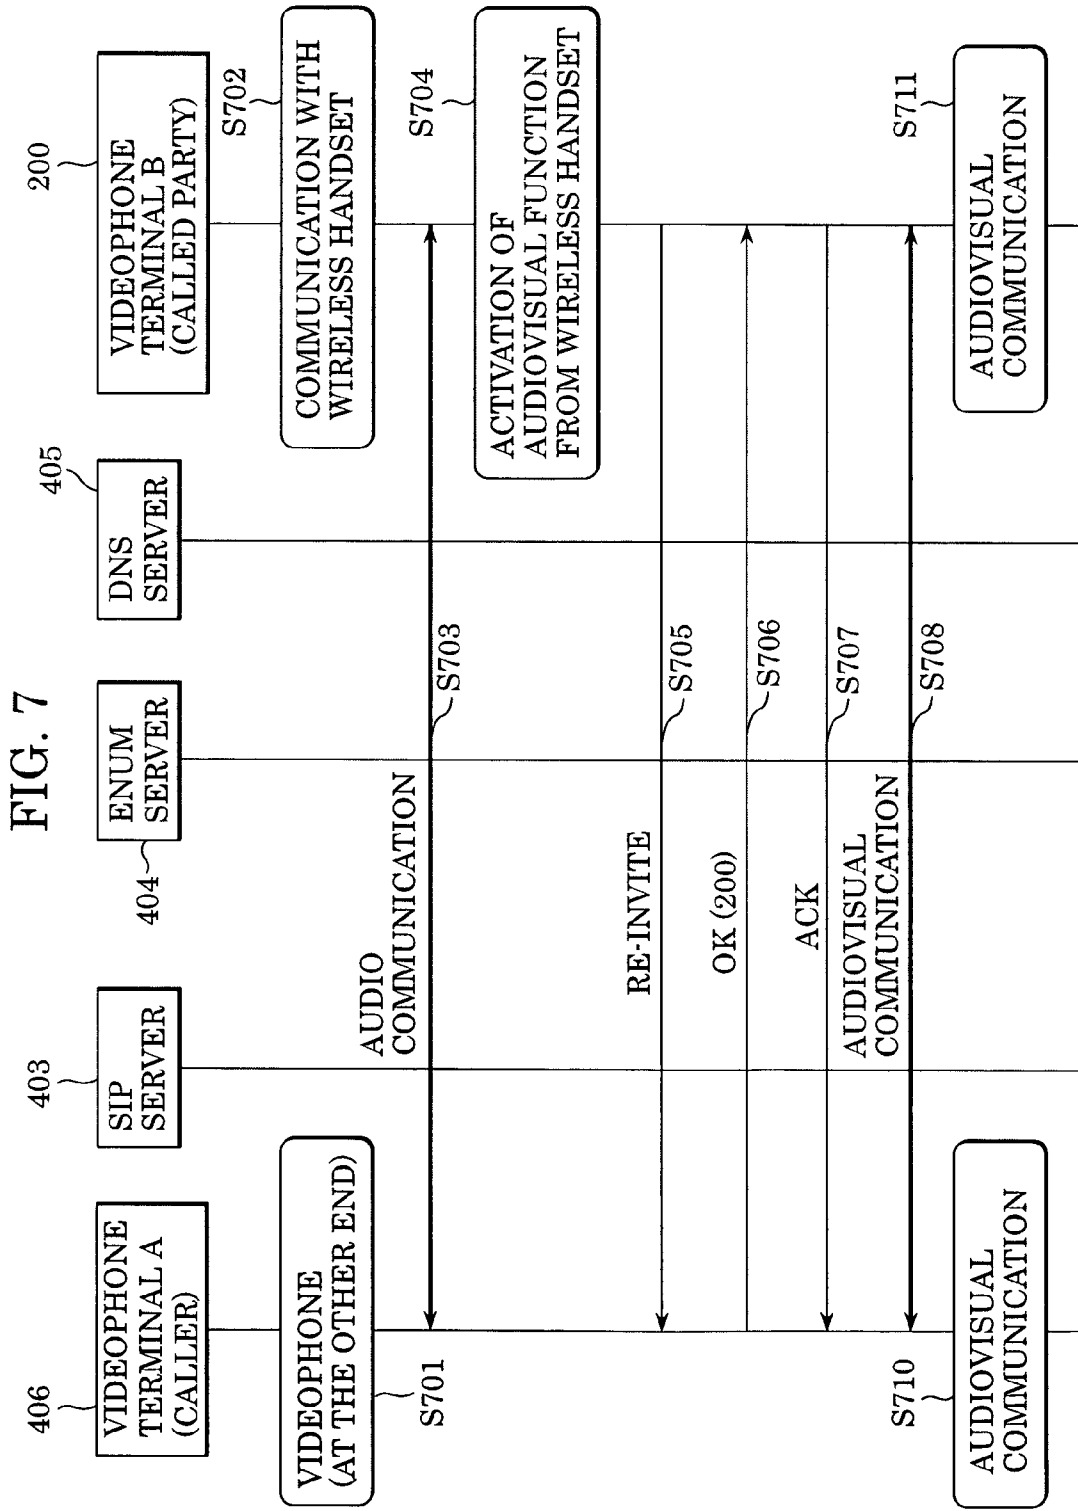 FIG. 7
406
VIDEOPHONE
TERMINAL A
(CALLER)
403
SIP
SERVER
404
ENUM
SERVER
405
DNS
SERVER
200
VIDEOPHONE
TERMINAL B
(CALLED PARTY)
VIDEOPHONE
(AT THE OTHER END)
S701
S702
COMMUNICATION WITH
WIRELESS HANDSET
AUDIO
COMMUNICATION
S703
S704
ACTIVATION OF
AUDIOVISUAL FUNCTION
FROM WIRELESS HANDSET
RE-INVITE
S705
OK (200)
S706
ACK
S707
AUDIOVISUAL
COMMUNICATION
S708
S710
AUDIOVISUAL
COMMUNICATION
S711
AUDIOVISUAL
COMMUNICATION